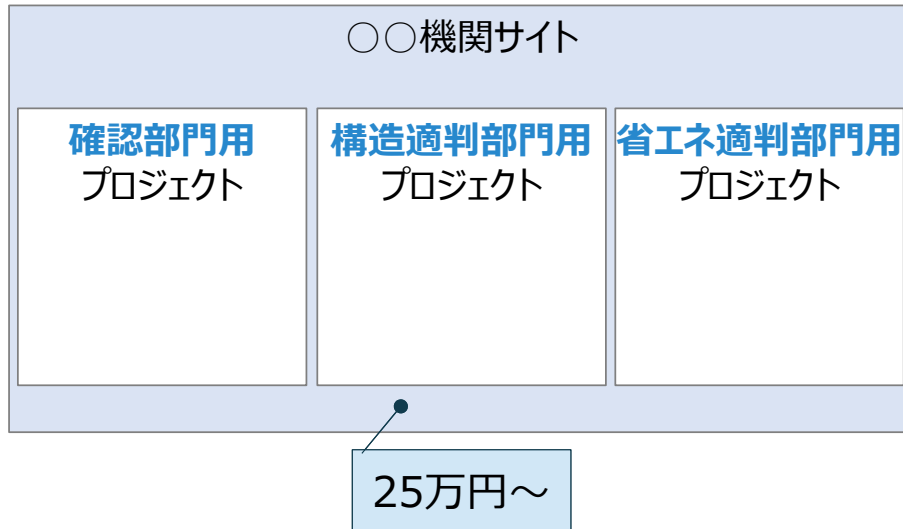 ○○機関サイト
確認部門用
プロジェクト
構造適判部門用
プロジェクト
省エネ適判部門用
プロジェクト
25万円～